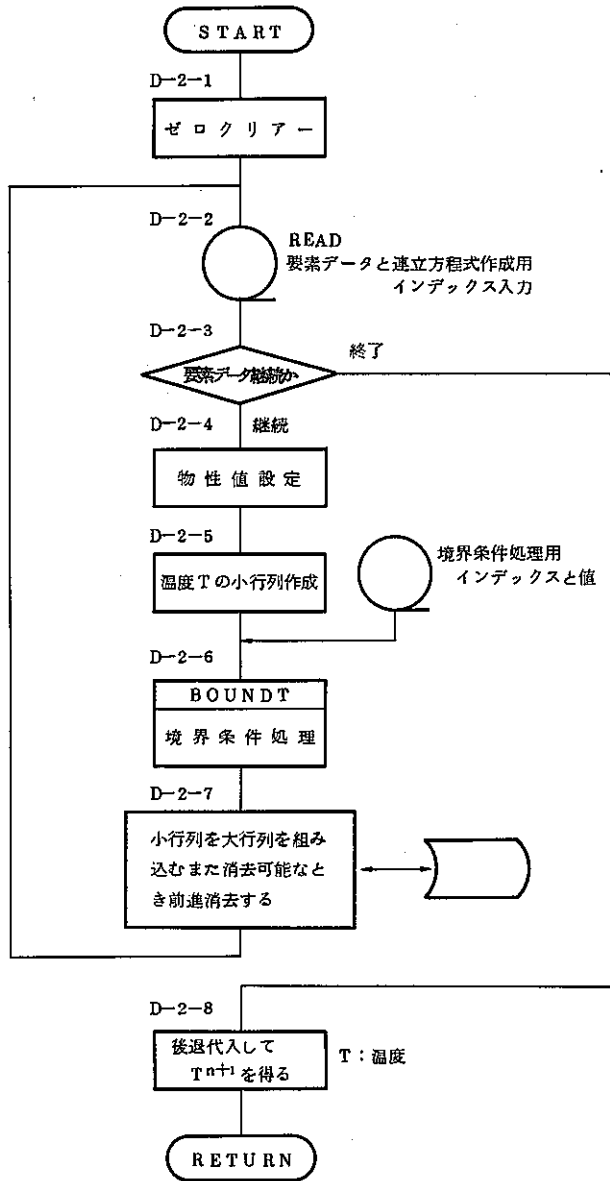 START
D-2-1
ゼロクリアー
D-2-2
READ
要素データと連立方程式作成用
インデックス入力
D-2-3
終了
要素データ継続か
D-2-4 継続
物性値設定
D-2-5
境界条件処理用
インデックスと値
温度Tの小行列作成
D-2-6
BOUNDT
境界条件処理
D-2-7
小行列を大行列を組み
込むまた消去可能なと
き前進消去する
D-2-8
後退代入して
T^n+1を得る
T:温度
RETURN